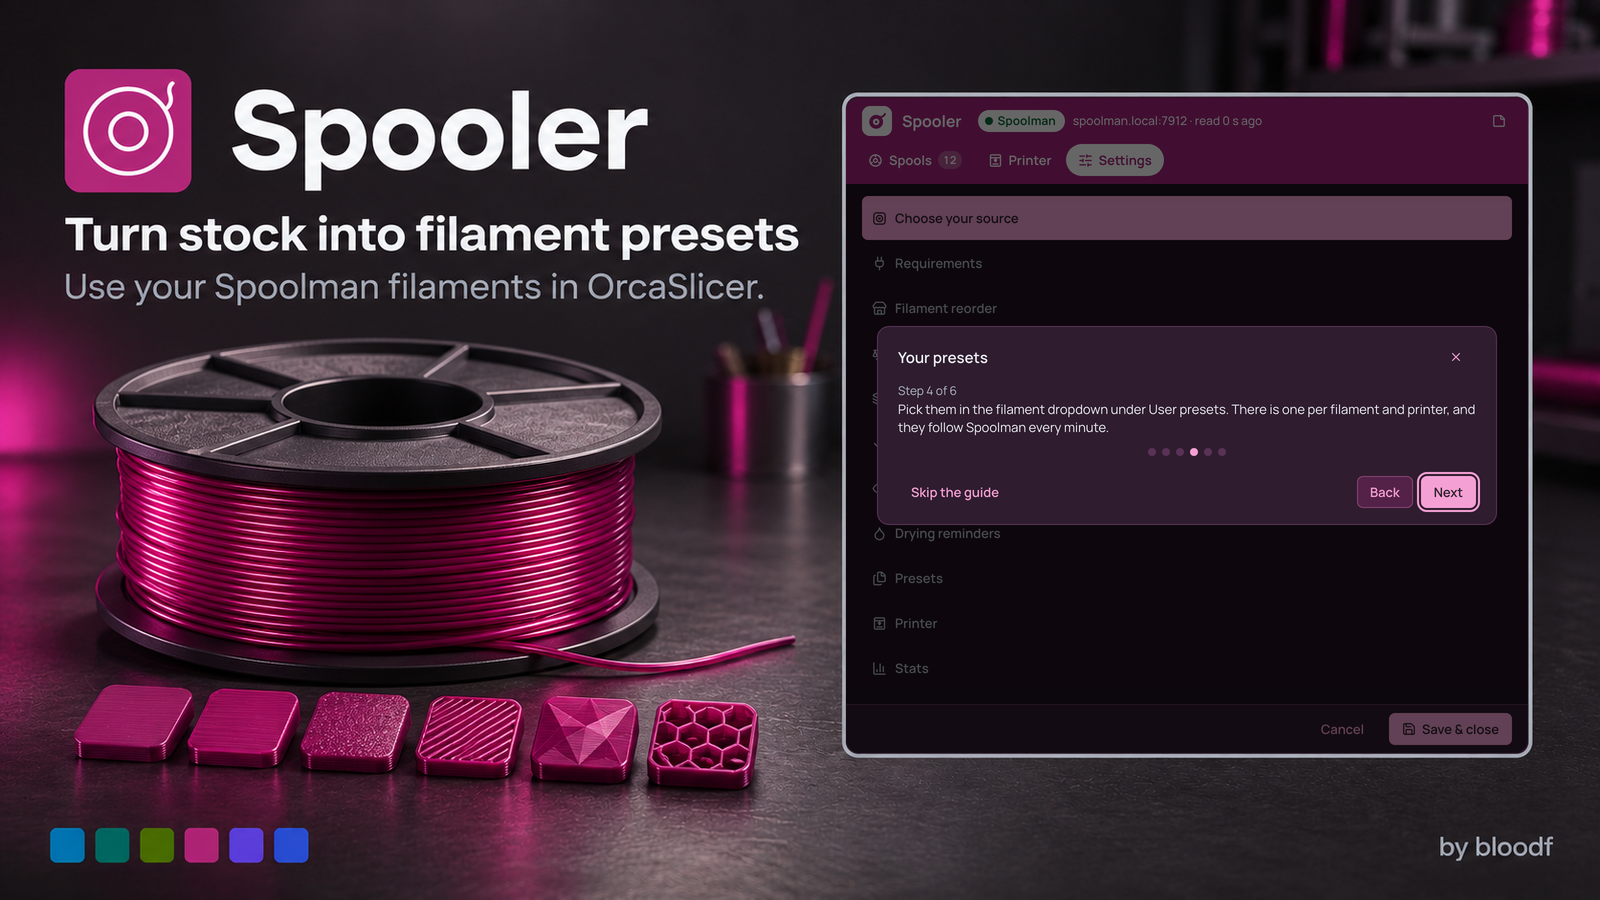 Spooler
Turn stock into filament presets
Use your Spoolman filaments in OrcaSlicer.
Spooler
Spoolman
spoolman.local:7912 · read 0 s ago
Spools 12
Printer
Settings
Choose your source
Requirements
Filament reorder
Your presets
Step 4 of 6
Pick them in the filament dropdown under User presets. There is one per filament and printer, and
they follow Spoolman every minute.
Skip the guide
Back
Next
Drying reminders
Presets
Printer
Stats
Cancel
Save & close
by bloodf